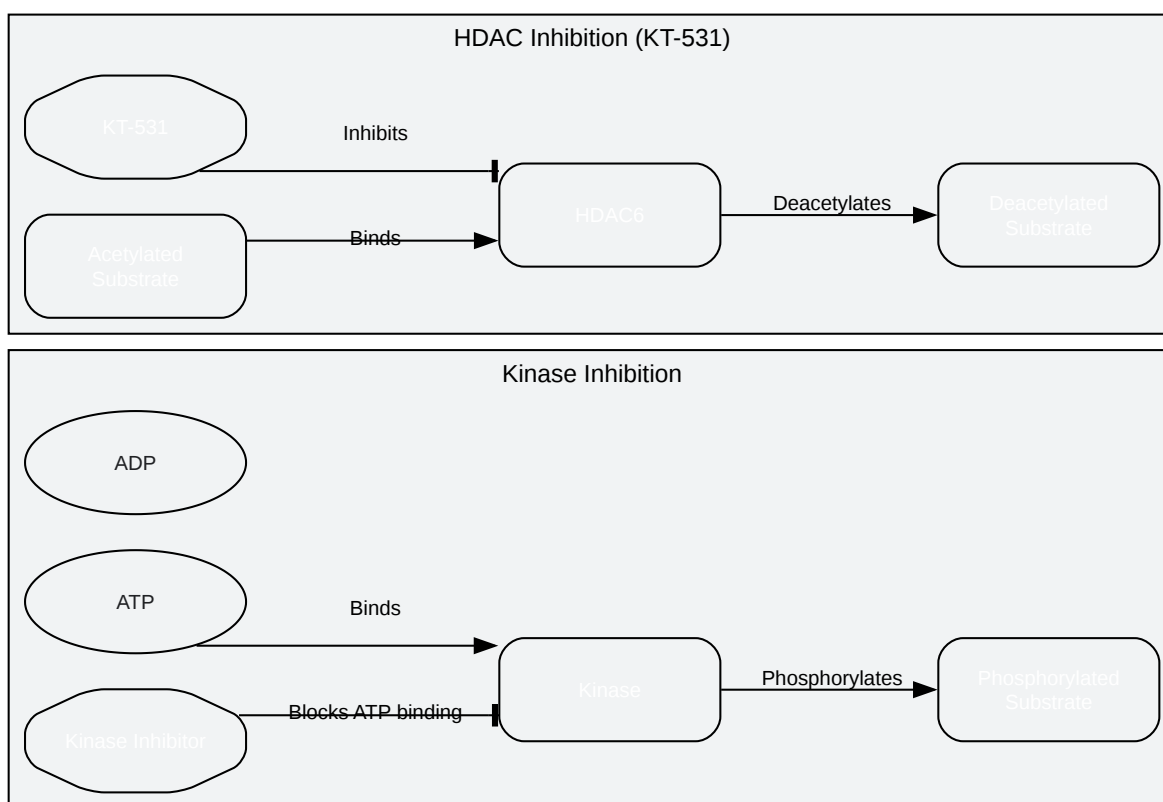 HDAC Inhibition (KT-531)
KT-531
Inhibits
HDAC6
Deacetylates
Deacetylated
Substrate
Binds
Acetylated
Substrate
Kinase Inhibition
ADP
ATP
Binds
Kinase
Phosphorylates
Phosphorylated
Substrate
Blocks ATP binding
Kinase Inhibitor